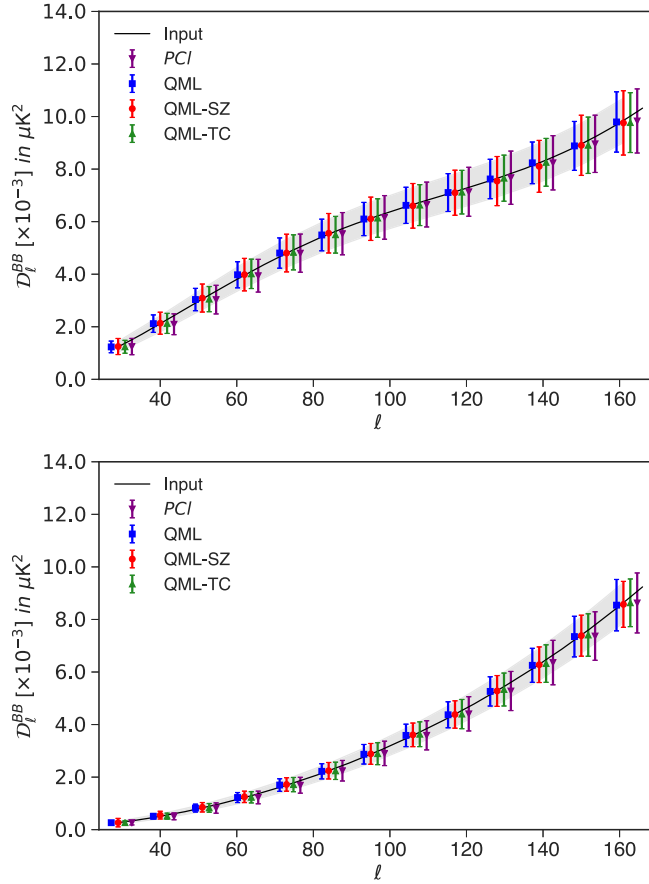 14.0
12.0
10.0
8.0
6.0
4.0
2.0
0.0
𝒟ℓ^BB [×10⁻³] in μK²
Input
PCl
QML
QML-SZ
QML-TC
40 60 80 100 120 140 160
ℓ
14.0
12.0
10.0
8.0
6.0
4.0
2.0
0.0
𝒟ℓ^BB [×10⁻³] in μK²
Input
PCl
QML
QML-SZ
QML-TC
40 60 80 100 120 140 160
ℓ